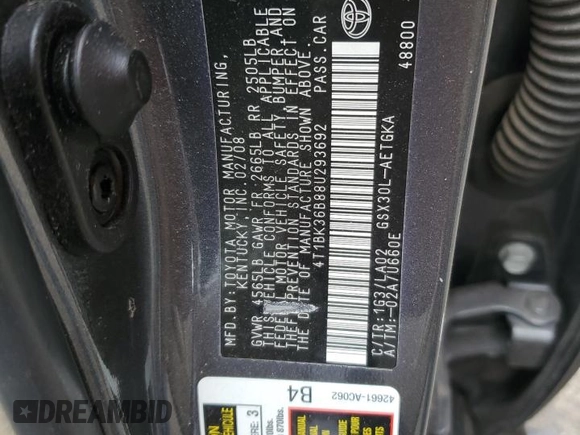 MFD.BY:TOYOTA MOTOR MANUFACTURING,
KENTUCKY, INC. 02/08
GVWR 4565LB GAWR FR 2665LB RR 2505LB
THIS VEHICLE CONFORMS TO ALL APPLICABLE
FEDERAL MOTOR VEHICLE SAFETY BUMPER, AND
THEFT PREVENTION STANDARDS IN EFFECT ON
THE DATE OF MANUFACTURE SHOWN ABOVE.
4T1BK36B88U293692 PASS.CAR
C/TR:1G3/LA02 GSX30L-AETGKA
A/TM:-02A/U660E
48800
42661-AC062
B4
3
DREAMBID